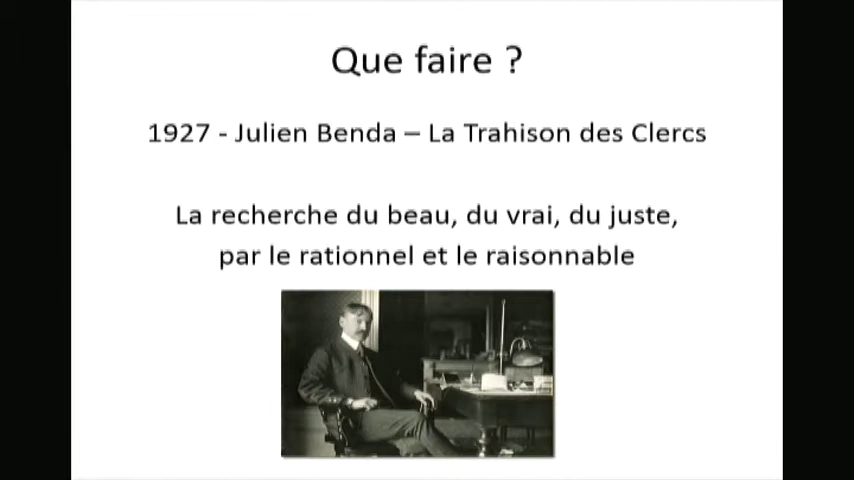 Que faire ?
1927 - Julien Benda – La Trahison des Clercs
La recherche du beau, du vrai, du juste,
par le rationnel et le raisonnable